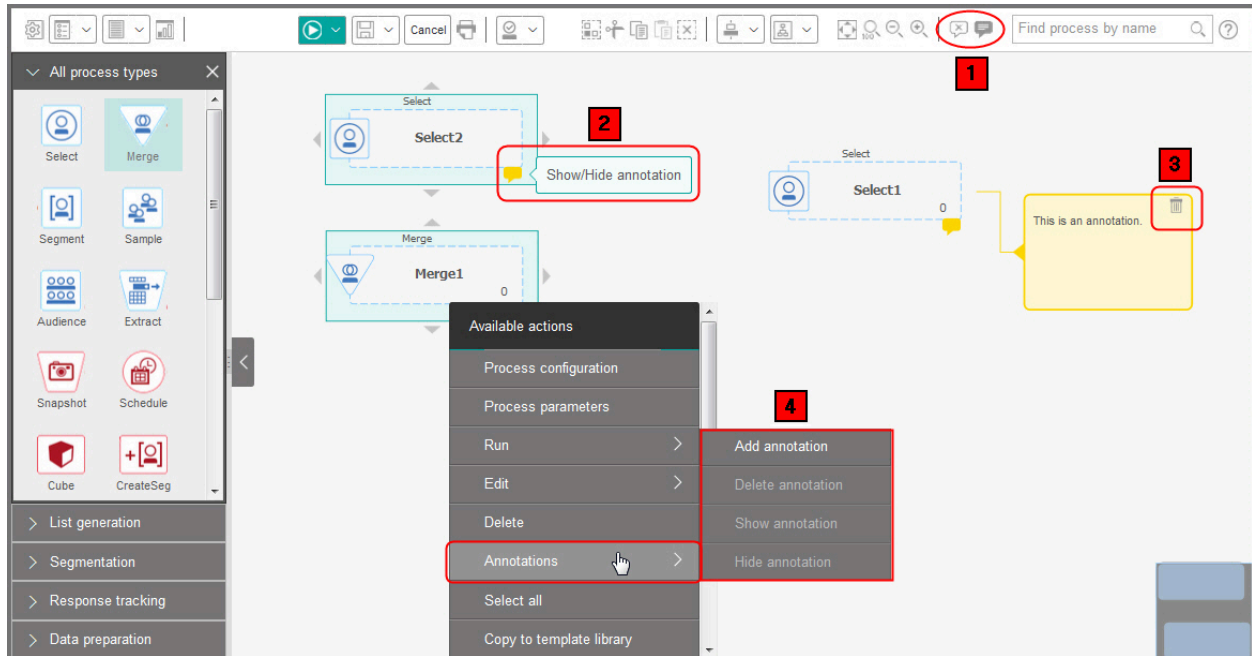 Cancel
100
Find process by name
1
All process types
Select
Merge
Segment
Sample
Audience
Extract
Snapshot
Schedule
Cube
CreateSeg
List generation
Segmentation
Response tracking
Data preparation
Select
Select2
2
Show/Hide annotation
Merge
Merge1
0
Select
Select1
0
3
This is an annotation.
Available actions
Process configuration
Process parameters
Run
Edit
Delete
Annotations
Select all
Copy to template library
4
Add annotation
Delete annotation
Show annotation
Hide annotation